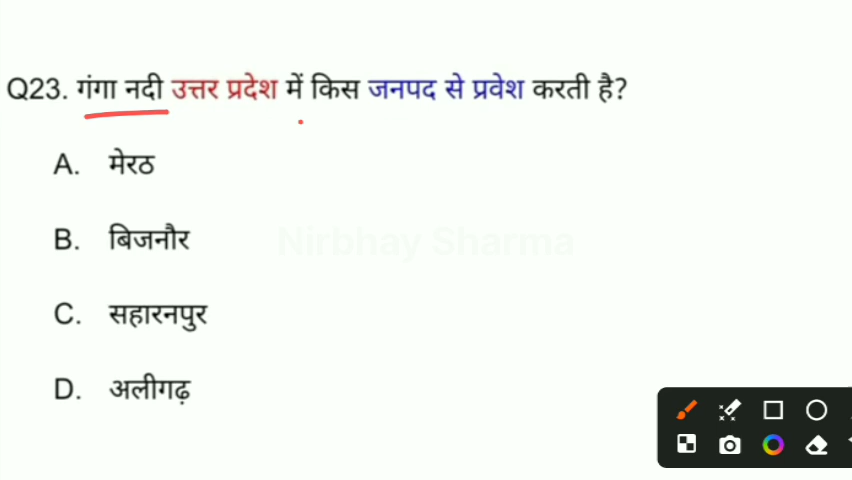 Q23. गंगा नदी उत्तर प्रदेश में किस जनपद से प्रवेश करती है?
A. मेरठ
B. बिजनौर
Nirbhay Sharma
C. सहारनपुर
D. अलीगढ़